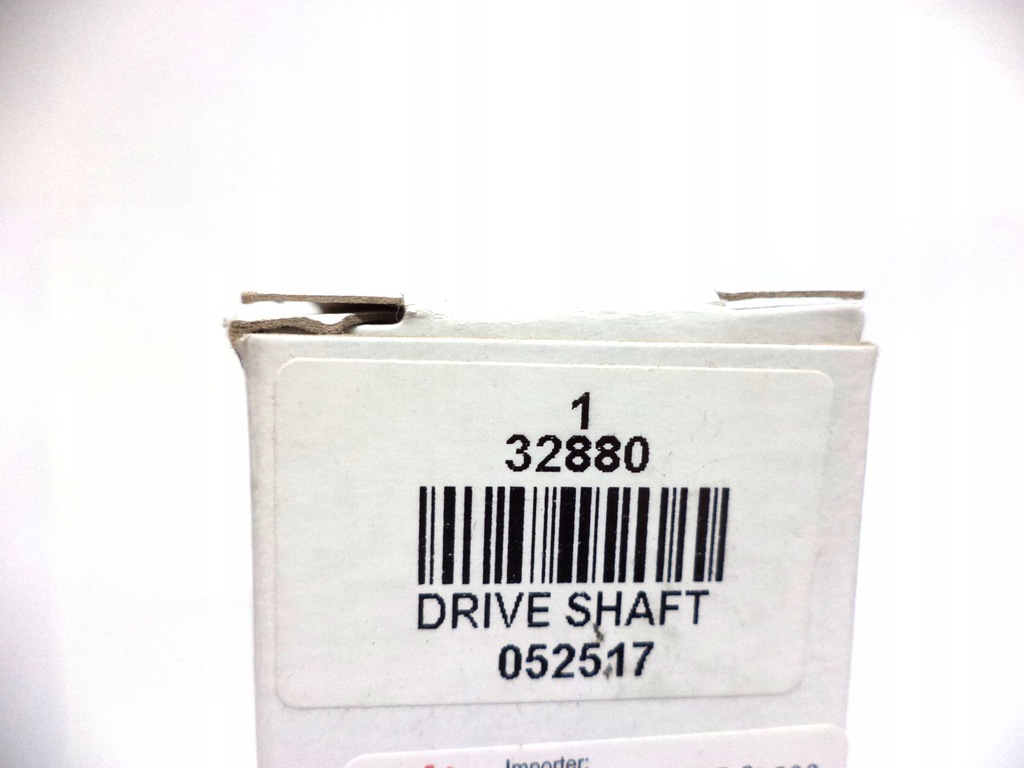 1
32880
DRIVE SHAFT
052517
Importer: